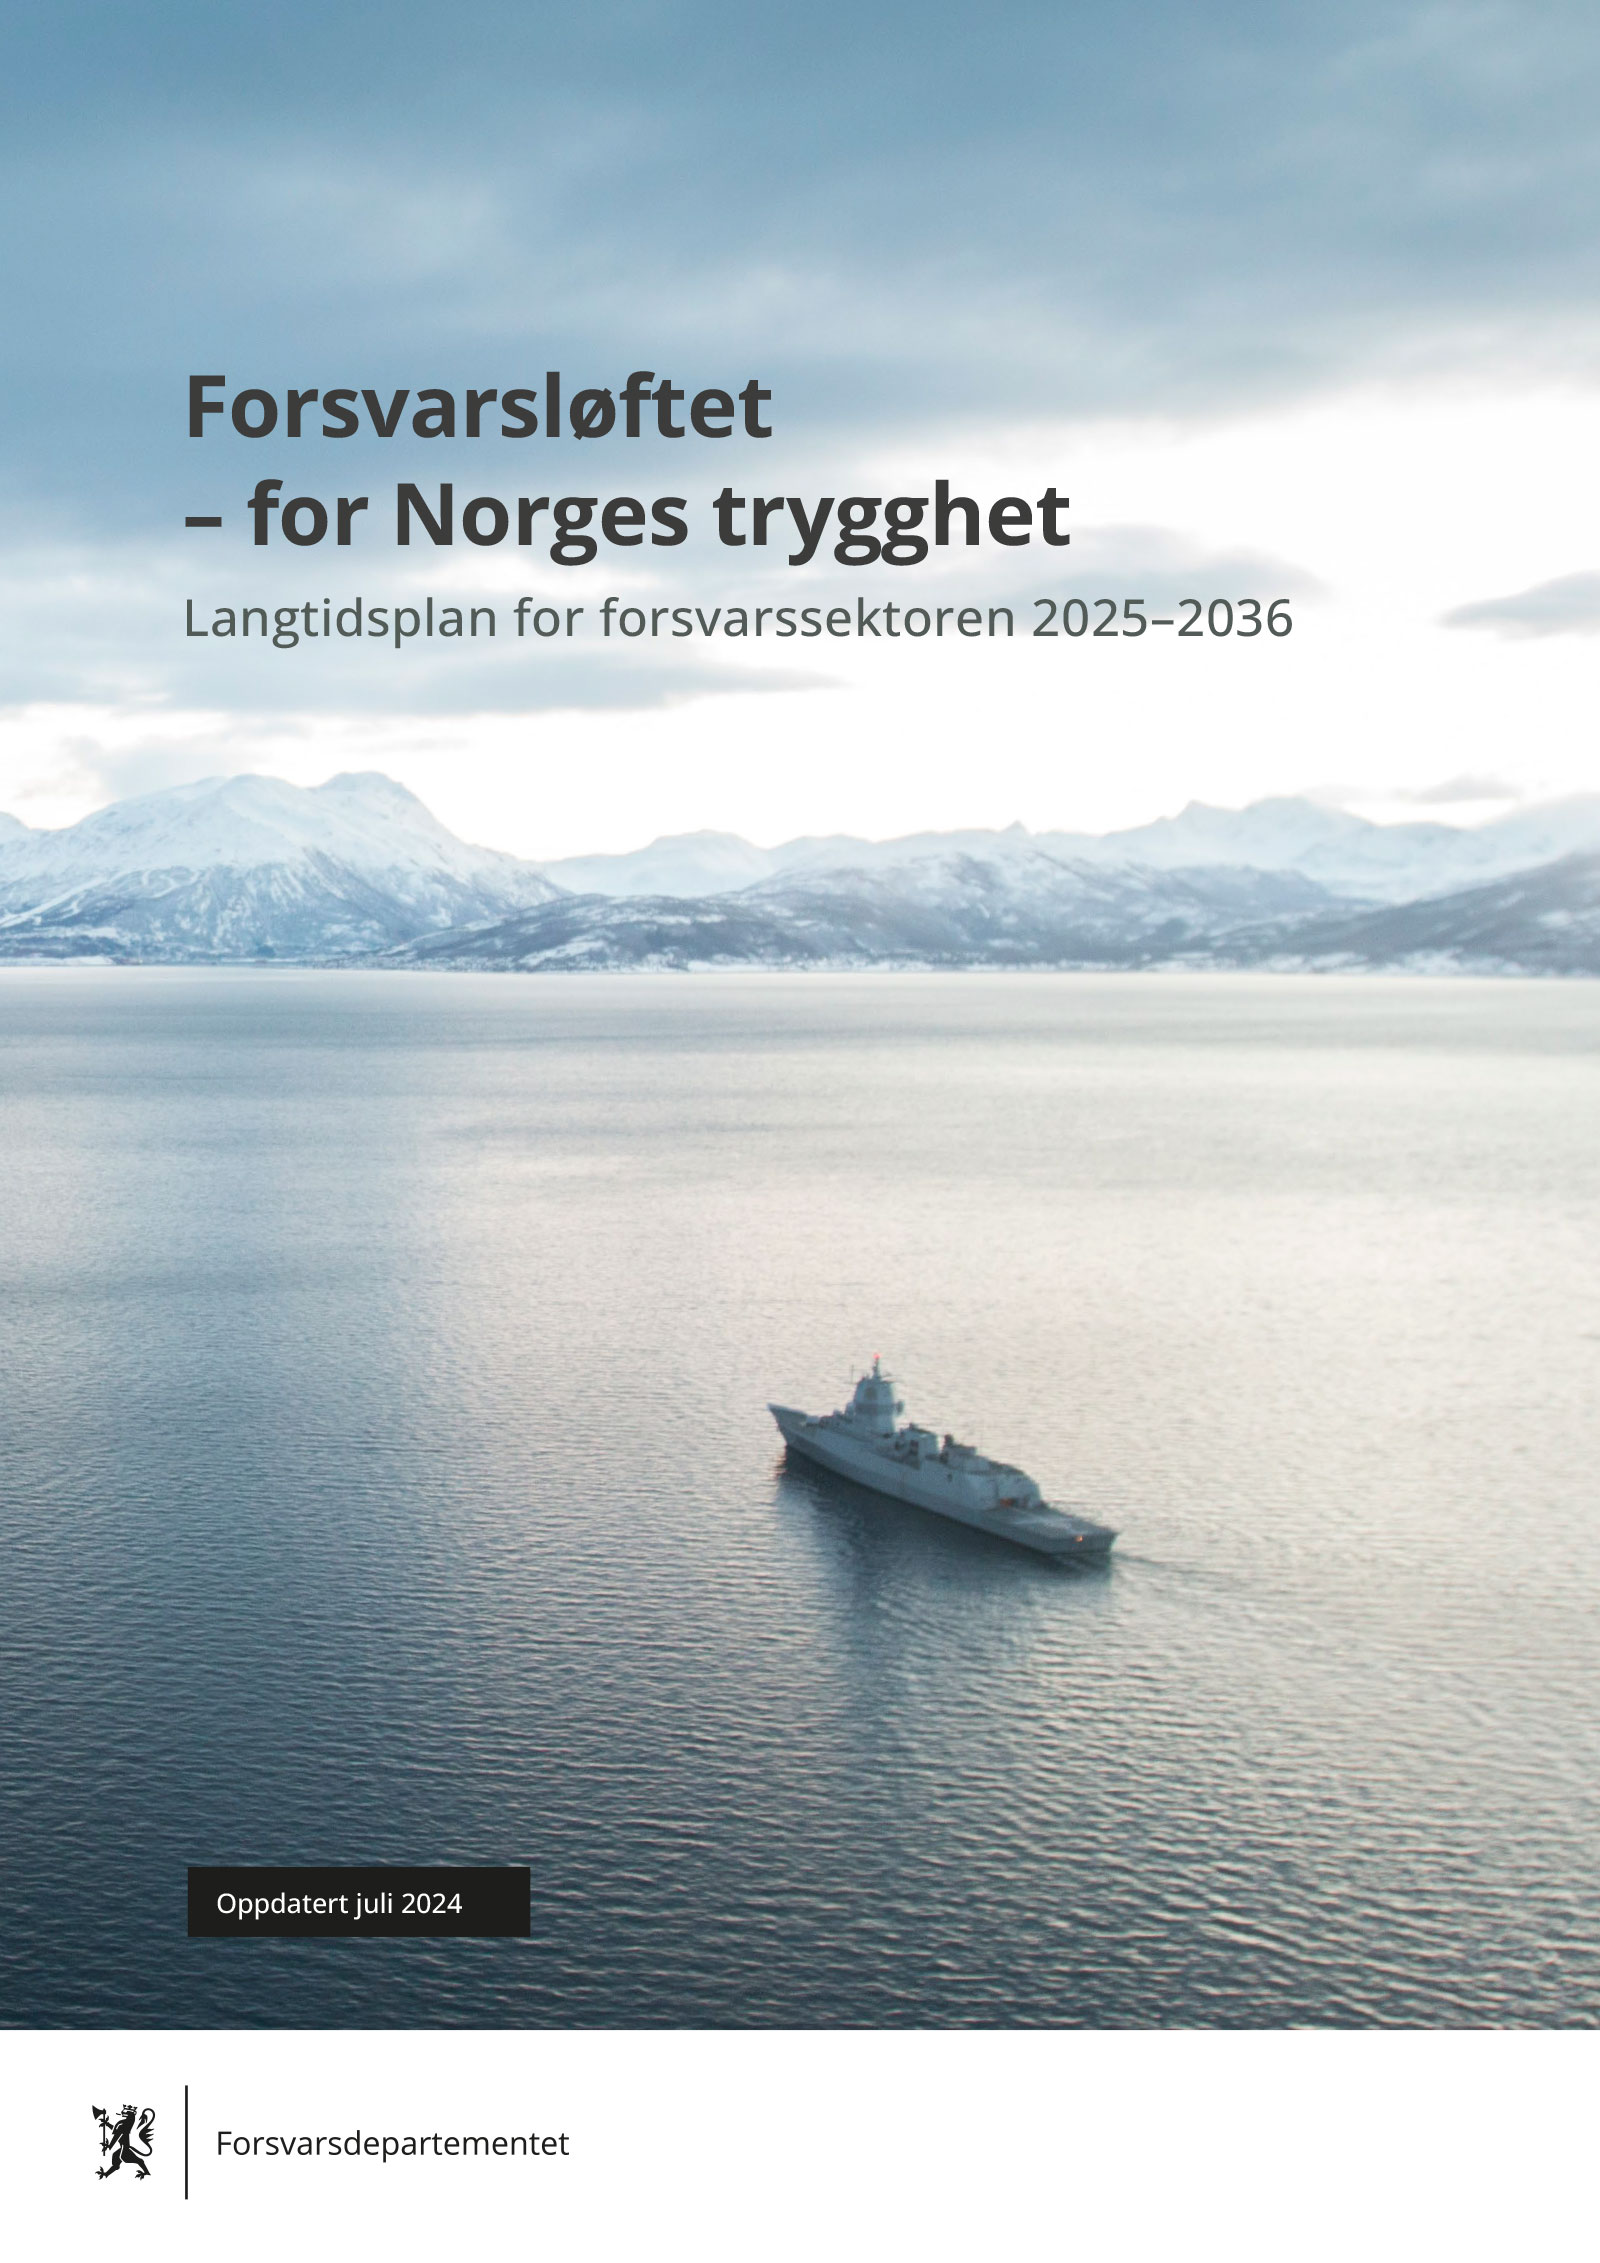 Forsvarsløftet
– for Norges trygghet
Langtidsplan for forsvarssektoren 2025–2036
Oppdatert juli 2024
Forsvarsdepartementet